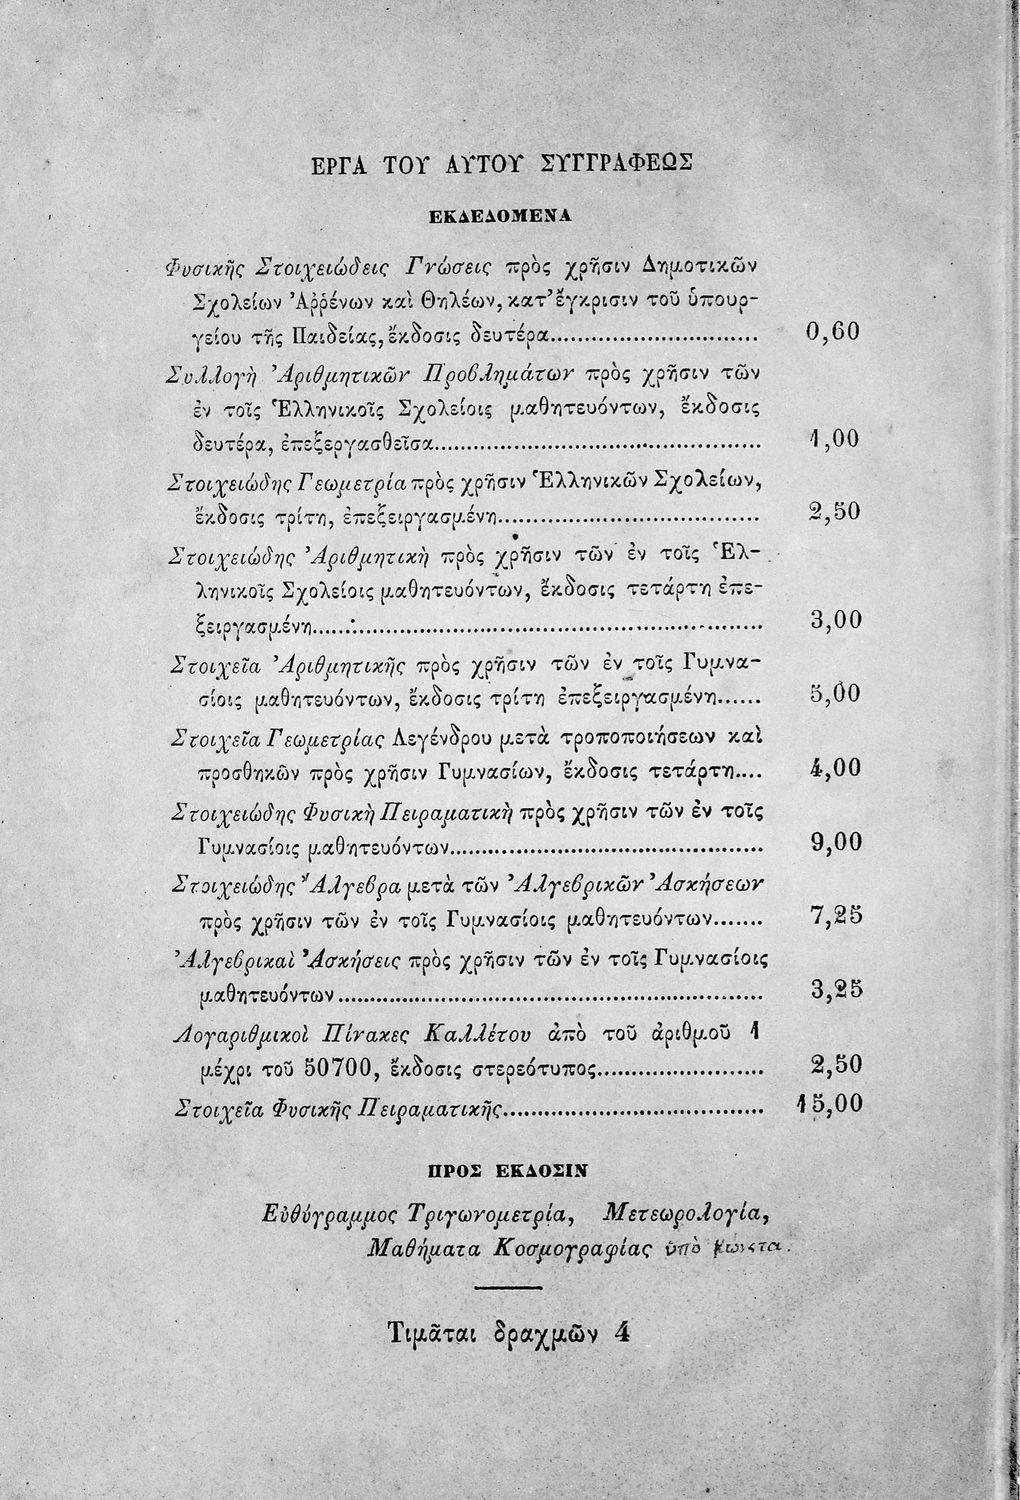 ΕΡΓΑ ΤΟΥ ΑΥΤΟΥ ΣΥΓΓΡΑΦΕΩΣ
ΕΚΔΕΔΟΜΕΝΑ
Φυσικῆς Στοιχειώδεις Γνώσεις πρὸς χρῆσιν Δημοτικῶν
Σχολείων Ἀῤῥένων καὶ Θηλέων, κατ' ἔγκρισιν τοῦ ὑπουρ-
γείου τῆς Παιδείας, ἔκδοσις δευτέρα.......... 0,60
Συλλογὴ Ἀριθμητικῶν Προβλημάτων πρὸς χρῆσιν τῶν
ἐν τοῖς Ἑλληνικοῖς Σχολείοις μαθητευόντων, ἔκδοσις
δευτέρα, ἐπεξεργασθεῖσα.......... 1,00
Στοιχειώδης Γεωμετρία πρὸς χρῆσιν Ἑλληνικῶν Σχολείων,
ἔκδοσις τρίτη, ἐπεξειργασμένη.......... 2,50
Στοιχειώδης Ἀριθμητικὴ πρὸς χρῆσιν τῶν ἐν τοῖς Ἑλ-
ληνικοῖς Σχολείοις μαθητευόντων, ἔκδοσις τετάρτη ἐπε-
ξειργασμένη.......... 3,00
Στοιχεῖα Ἀριθμητικῆς πρὸς χρῆσιν τῶν ἐν τοῖς Γυμνα-
σίοις μαθητευόντων, ἔκδοσις τρίτη ἐπεξειργασμένη...... 5,00
Στοιχεῖα Γεωμετρίας Λεγένδρου μετὰ τροποποιήσεων καὶ
προσθηκῶν πρὸς χρῆσιν Γυμνασίων, ἔκδοσις τετάρτη.... 4,00
Στοιχειώδης Φυσικὴ Πειραματικὴ πρὸς χρῆσιν τῶν ἐν τοῖς
Γυμνασίοις μαθητευόντων.......... 9,00
Στοιχειώδης Ἄλγεβρα μετὰ τῶν Ἀλγεβρικῶν Ἀσκήσεων
πρὸς χρῆσιν τῶν ἐν τοῖς Γυμνασίοις μαθητευόντων....... 7,25
Ἀλγεβρικαὶ Ἀσκήσεις πρὸς χρῆσιν τῶν ἐν τοῖς Γυμνασίοις
μαθητευόντων.......... 3,25
Λογαριθμικοὶ Πίνακες Καλλέτου ἀπὸ τοῦ ἀριθμοῦ 1
μέχρι τοῦ 50700, ἔκδοσις στερεότυπος.......... 2,50
Στοιχεῖα Φυσικῆς Πειραματικῆς.......... 15,00
ΠΡΟΣ ΕΚΔΟΣΙΝ
Εὐθύγραμμος Τριγωνομετρία, Μετεωρολογία,
Μαθήματα Κοσμογραφίας ὑπὸ
Τιμᾶται δραχμῶν 4